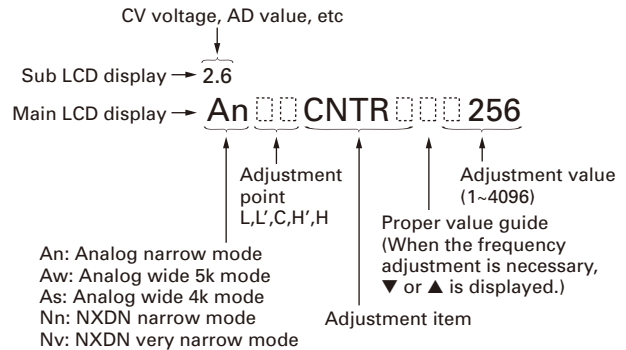 CV voltage, AD value, etc
Sub LCD display → 2.6
Main LCD display → An CNTR 256
Adjustment
point
L,L’,C,H’,H
Adjustment value
(1~4096)
Proper value guide
(When the frequency
adjustment is necessary,
▼ or ▲ is displayed.)
Adjustment item
An: Analog narrow mode
Aw: Analog wide 5k mode
As: Analog wide 4k mode
Nn: NXDN narrow mode
Nv: NXDN very narrow mode